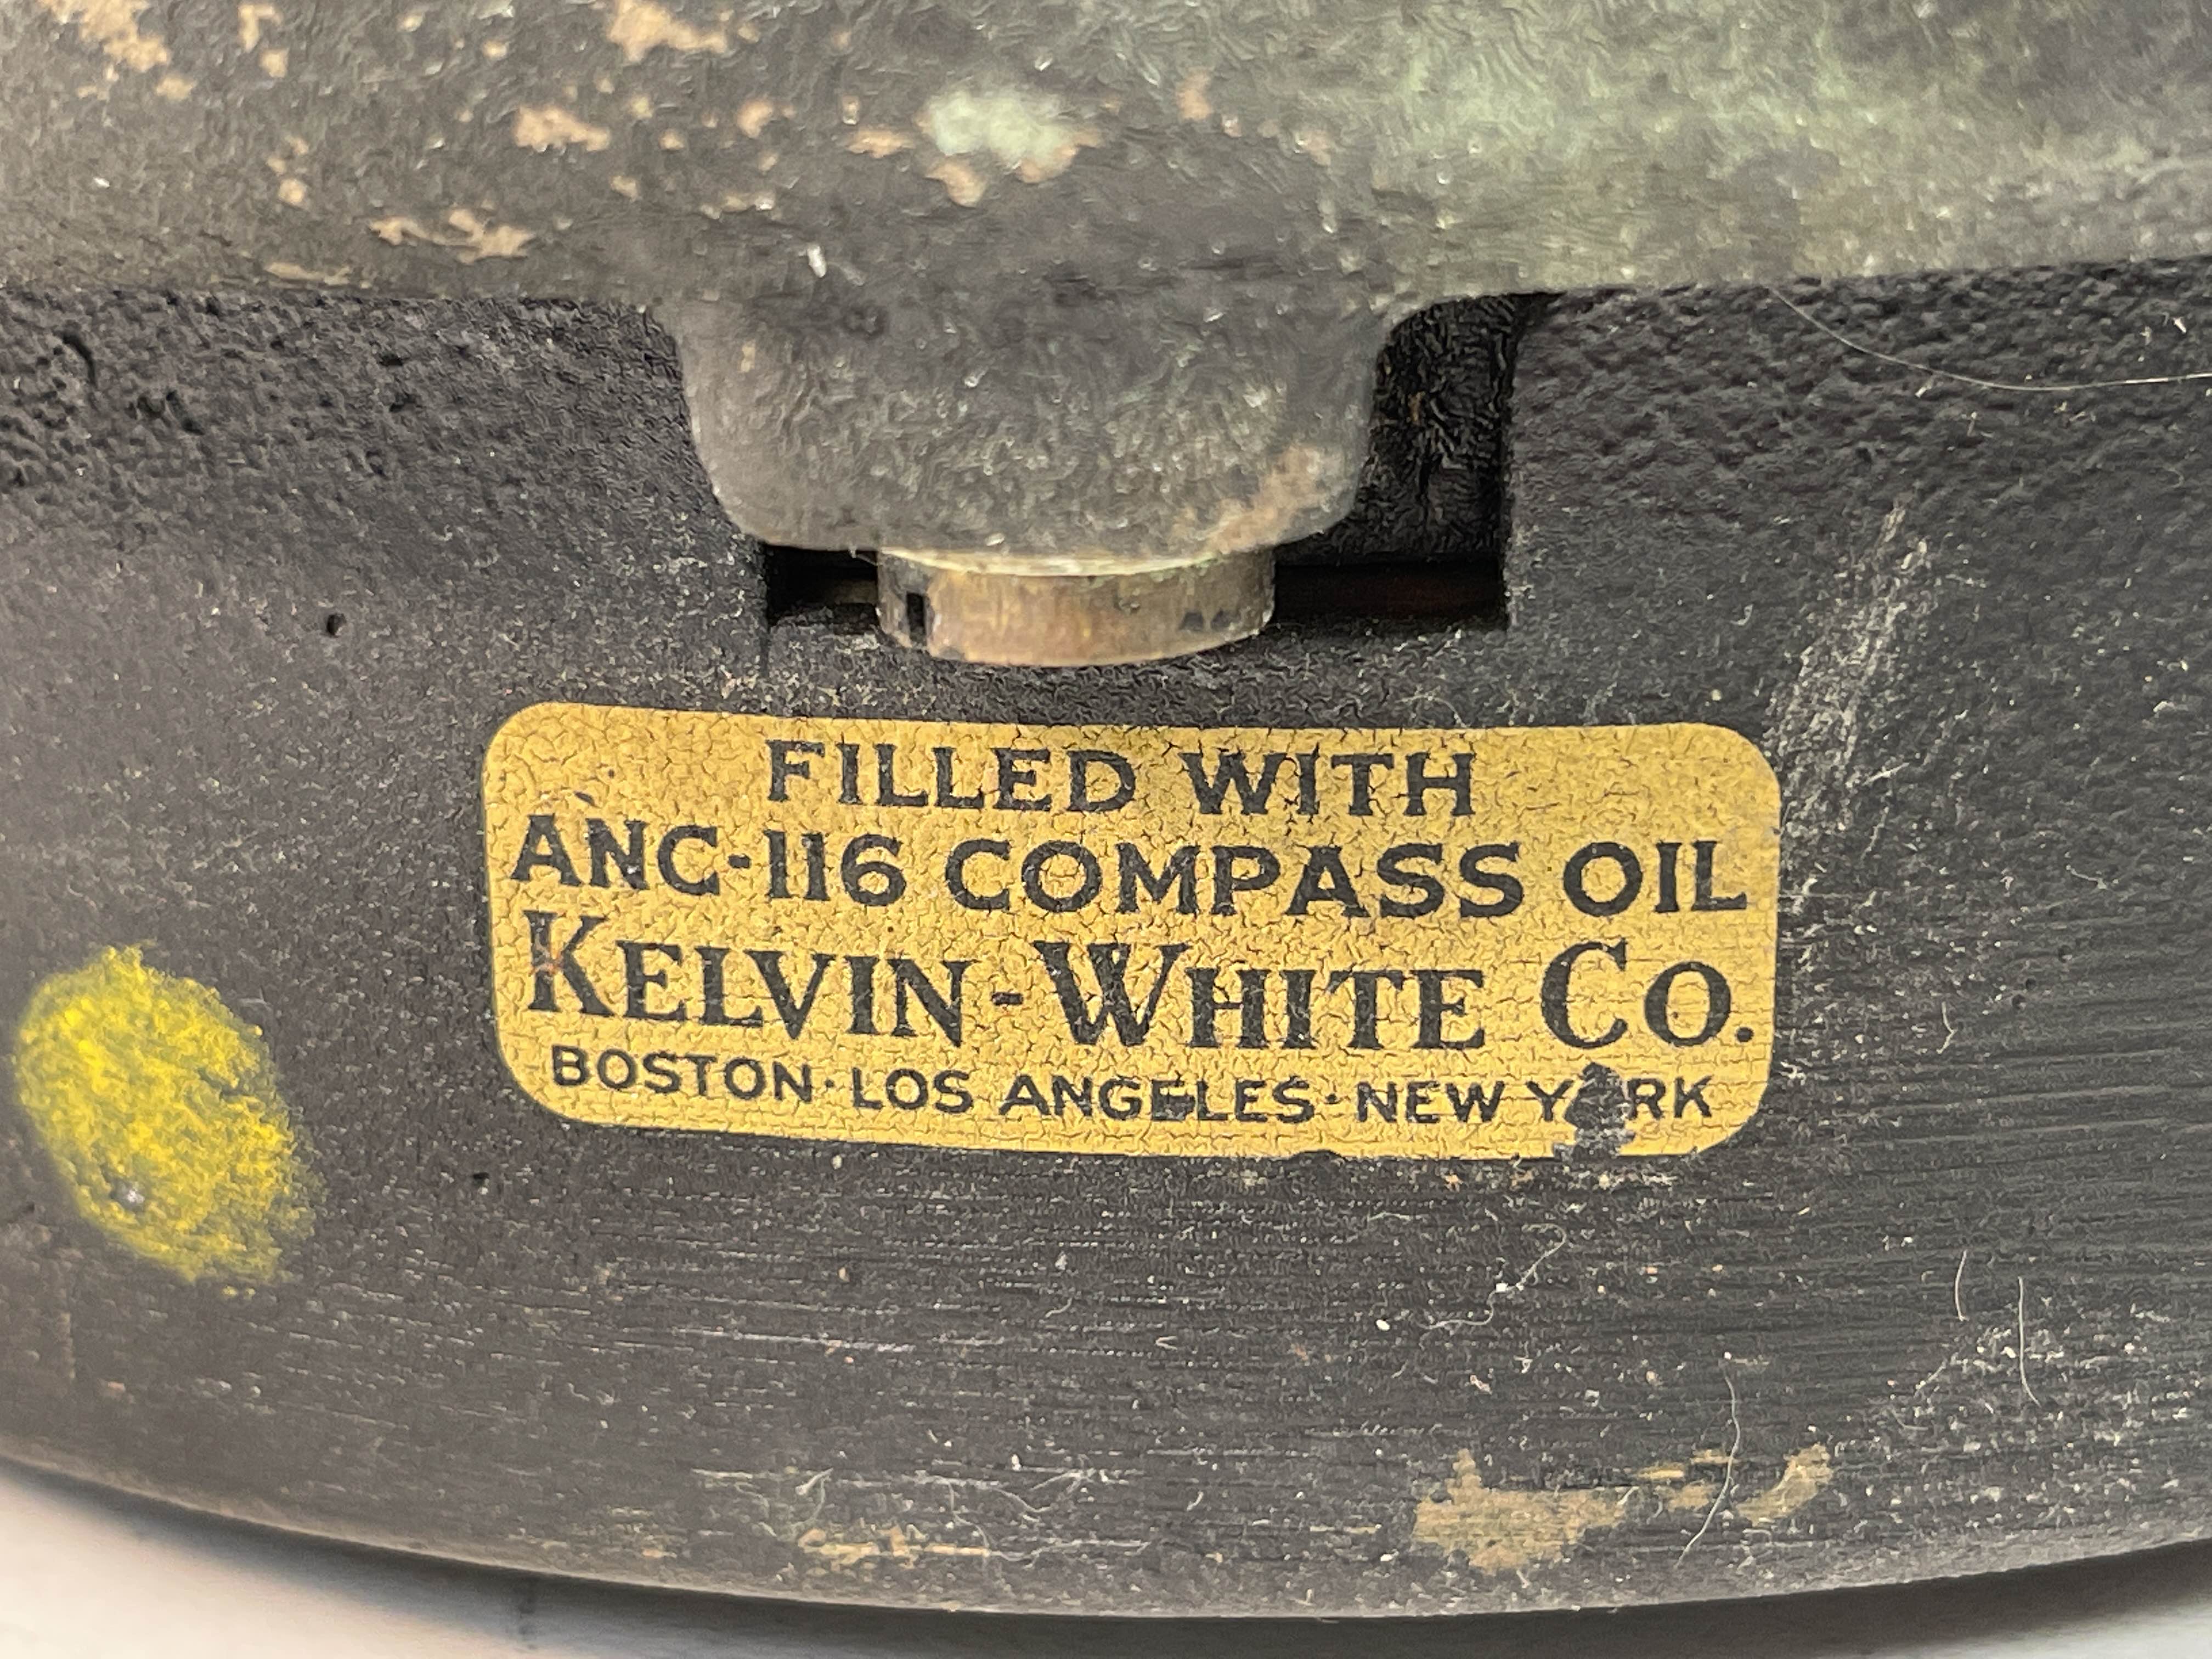 FILLED WITH
ANC-116 COMPASS OIL
KELVIN-WHITE CO.
BOSTON·LOS ANGELES·NEW YORK